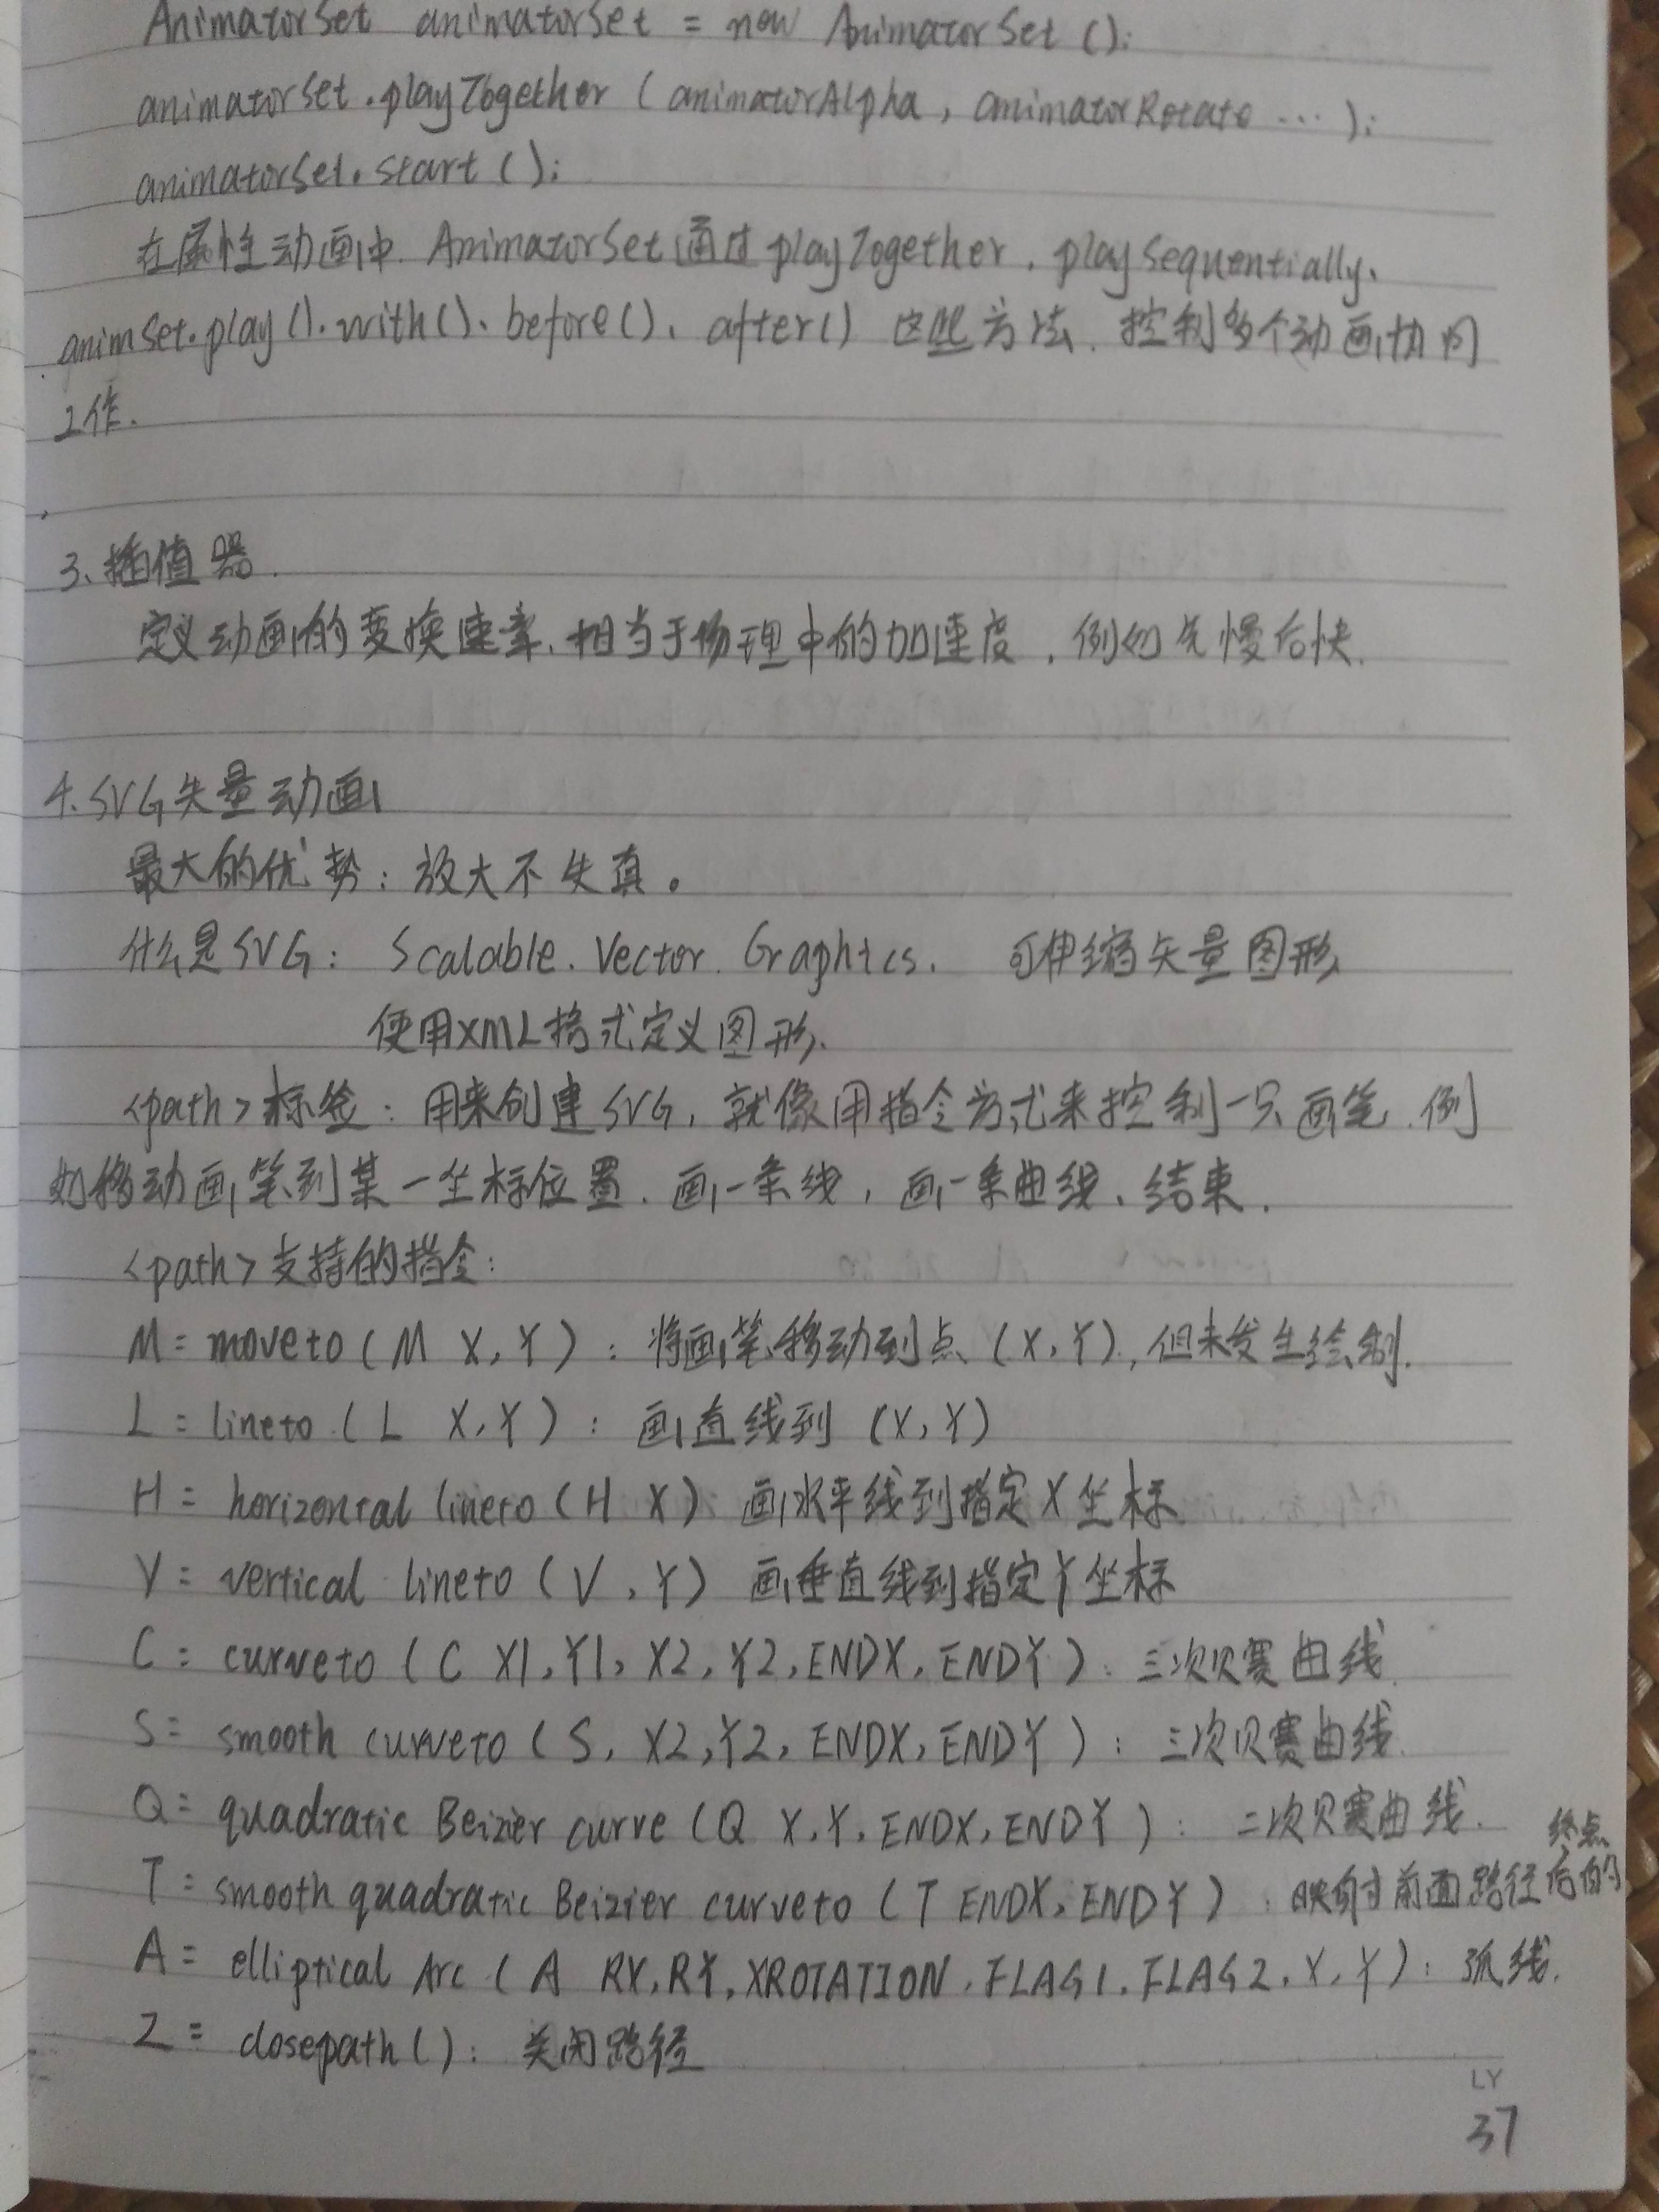 AnimatorSet animatorSet = new AnimatorSet ();
animatorSet.playTogether ( animatorAlpha, animatorRotate ... );
animatorSet.start ();
在属性动画中. AnimatorSet通过playTogether、playSequentially、
animSet.play().with()、before()、after() 这些方法、控制多个动画协同
工作.
3、插值器.
定义动画的变换速率、相当于物理中的加速度、例如先慢后快.
4、SVG矢量动画
最大的优势：放大不失真。
什么是SVG： Scalable. Vector. Graphics. 可伸缩矢量图形
使用XML格式定义图形.
<path>标签：用来创建SVG，就像用指令方式来控制一只画笔、例
如移动画笔到某一坐标位置、画一条线，画一条曲线、结束.
<path>支持的指令：
M = moveto ( M X, Y ) : 将画笔移动到点 (X, Y), 但未发生绘制.
L = lineto ( L X, Y ) : 画直线到 (X, Y)
H = horizontal lineto ( H X ) 画水平线到指定X坐标
V = vertical lineto ( V, Y ) 画垂直线到指定Y坐标
C = curveto ( C X1, Y1, X2, Y2, ENDX, ENDY ) : 三次贝赛曲线.
S = smooth curveto ( S, X2, Y2, ENDX, ENDY ) : 三次贝赛曲线.
Q = quadratic Beizier curve ( Q X, Y, ENDX, ENDY ) : 二次贝赛曲线.
终点
T = smooth quadratic Beizier curveto ( T ENDX, ENDY ) : 映射前面路径后的
A = elliptical Arc ( A RX, RY, XROTATION, FLAG1, FLAG2, X, Y ) : 弧线.
Z = closepath () : 关闭路径
LY
37